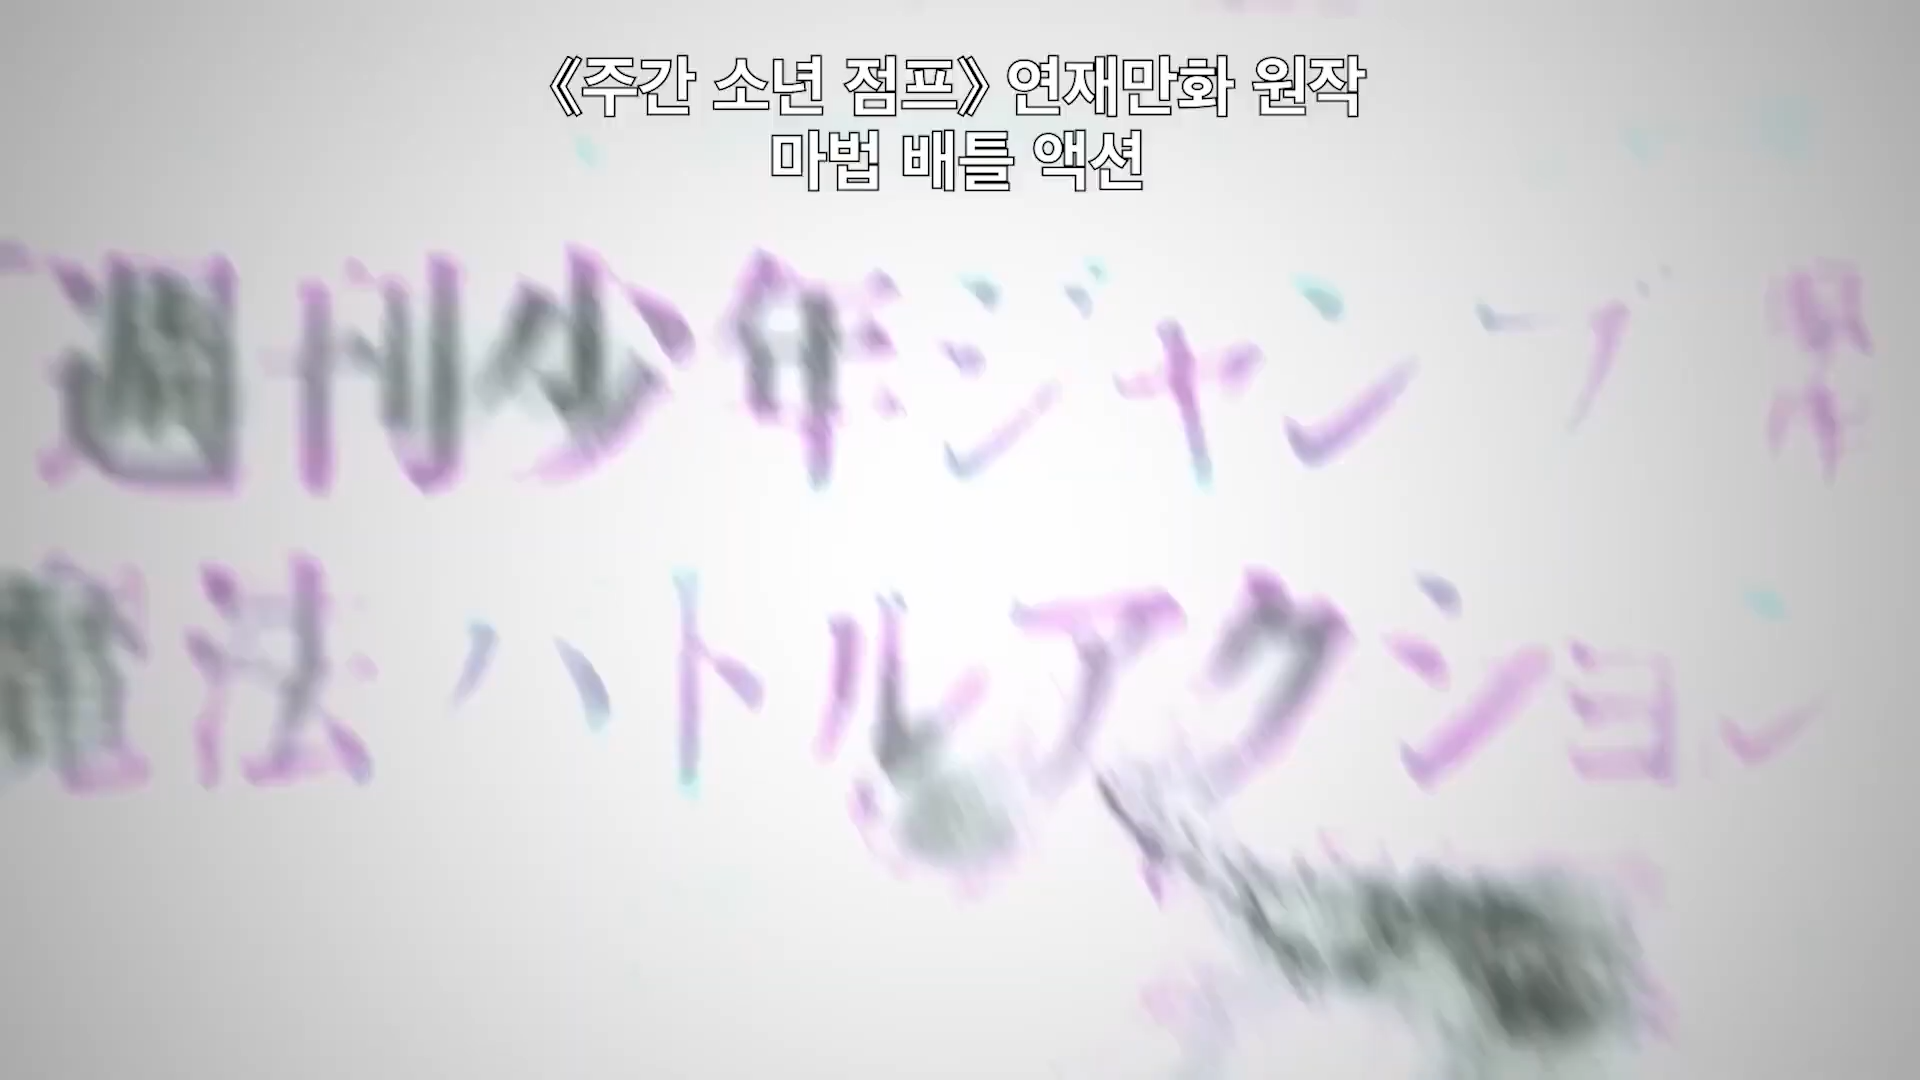 《주간 소년 점프》 연재만화 원작
마법 배틀 액션
週刊少年ジャンプ
魔法バトルアクション